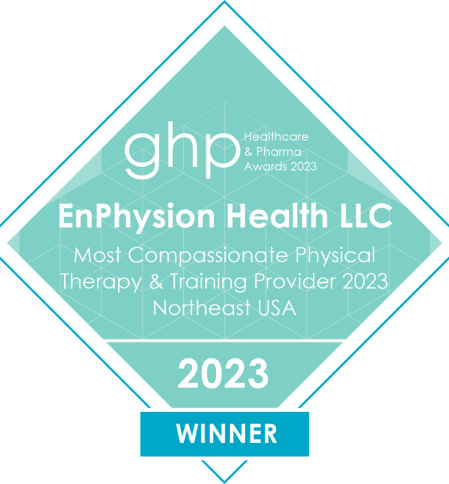 ghp
Healthcare
& Pharma
Awards 2023
EnPhysion Health LLC
Most Compassionate Physical
Therapy & Training Provider 2023
Northeast USA
2023
WINNER